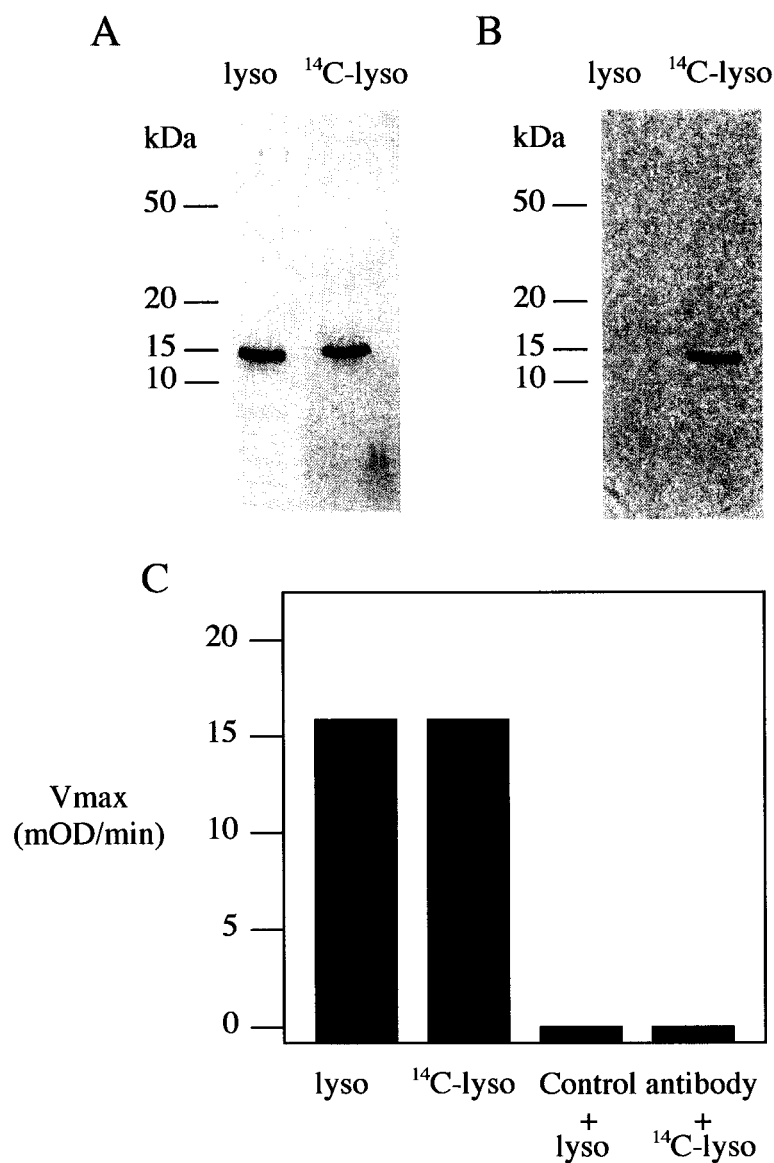 A
lyso ¹⁴C-lyso
kDa
50
20
15
10
B
lyso ¹⁴C-lyso
kDa
50
20
15
10
C
20
15
10
5
0
Vmax
(mOD/min)
lyso ¹⁴C-lyso Control antibody
+ +
lyso ¹⁴C-lyso